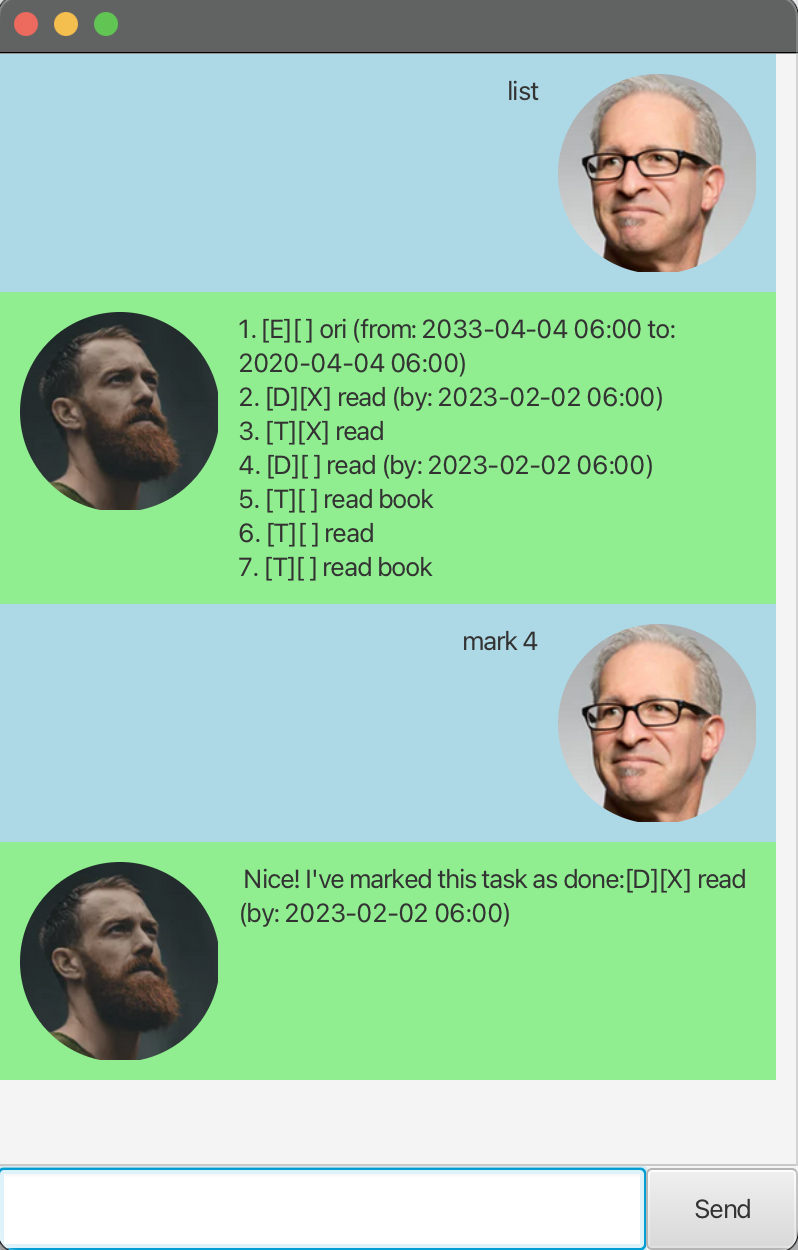 list
1. [E][ ] ori (from: 2033-04-04 06:00 to:
2020-04-04 06:00)
2. [D][X] read (by: 2023-02-02 06:00)
3. [T][X] read
4. [D][ ] read (by: 2023-02-02 06:00)
5. [T][ ] read book
6. [T][ ] read
7. [T][ ] read book
mark 4
Nice! I've marked this task as done:[D][X] read
(by: 2023-02-02 06:00)
Send